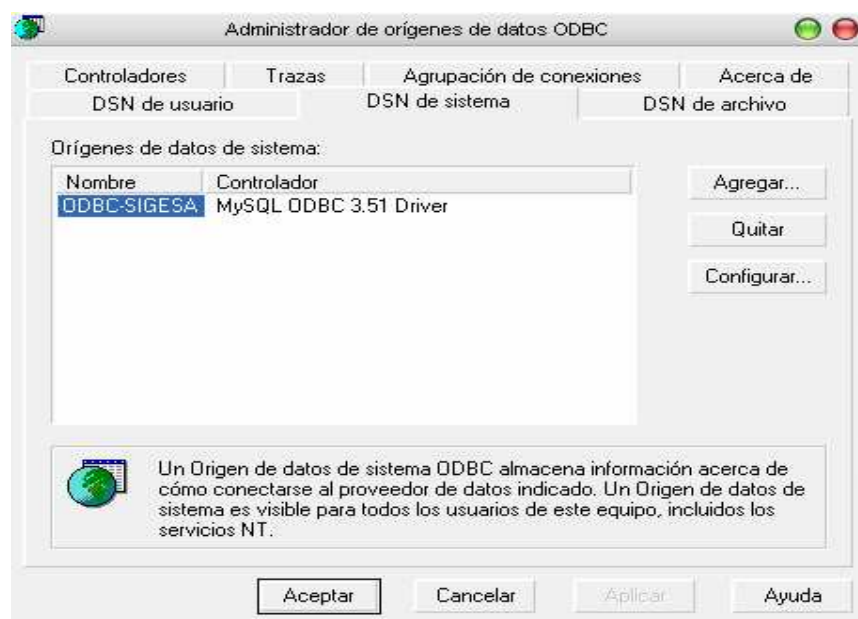 Administrador de orígenes de datos ODBC
Controladores Trazas Agrupación de conexiones Acerca de
DSN de usuario DSN de sistema DSN de archivo
Orígenes de datos de sistema:
Nombre Controlador
ODBC-SIGESA MySQL ODBC 3.51 Driver
Agregar...
Quitar
Configurar...
Un Origen de datos de sistema ODBC almacena información acerca de
cómo conectarse al proveedor de datos indicado. Un Origen de datos de
sistema es visible para todos los usuarios de este equipo, incluidos los
servicios NT.
Aceptar Cancelar Aplicar Ayuda